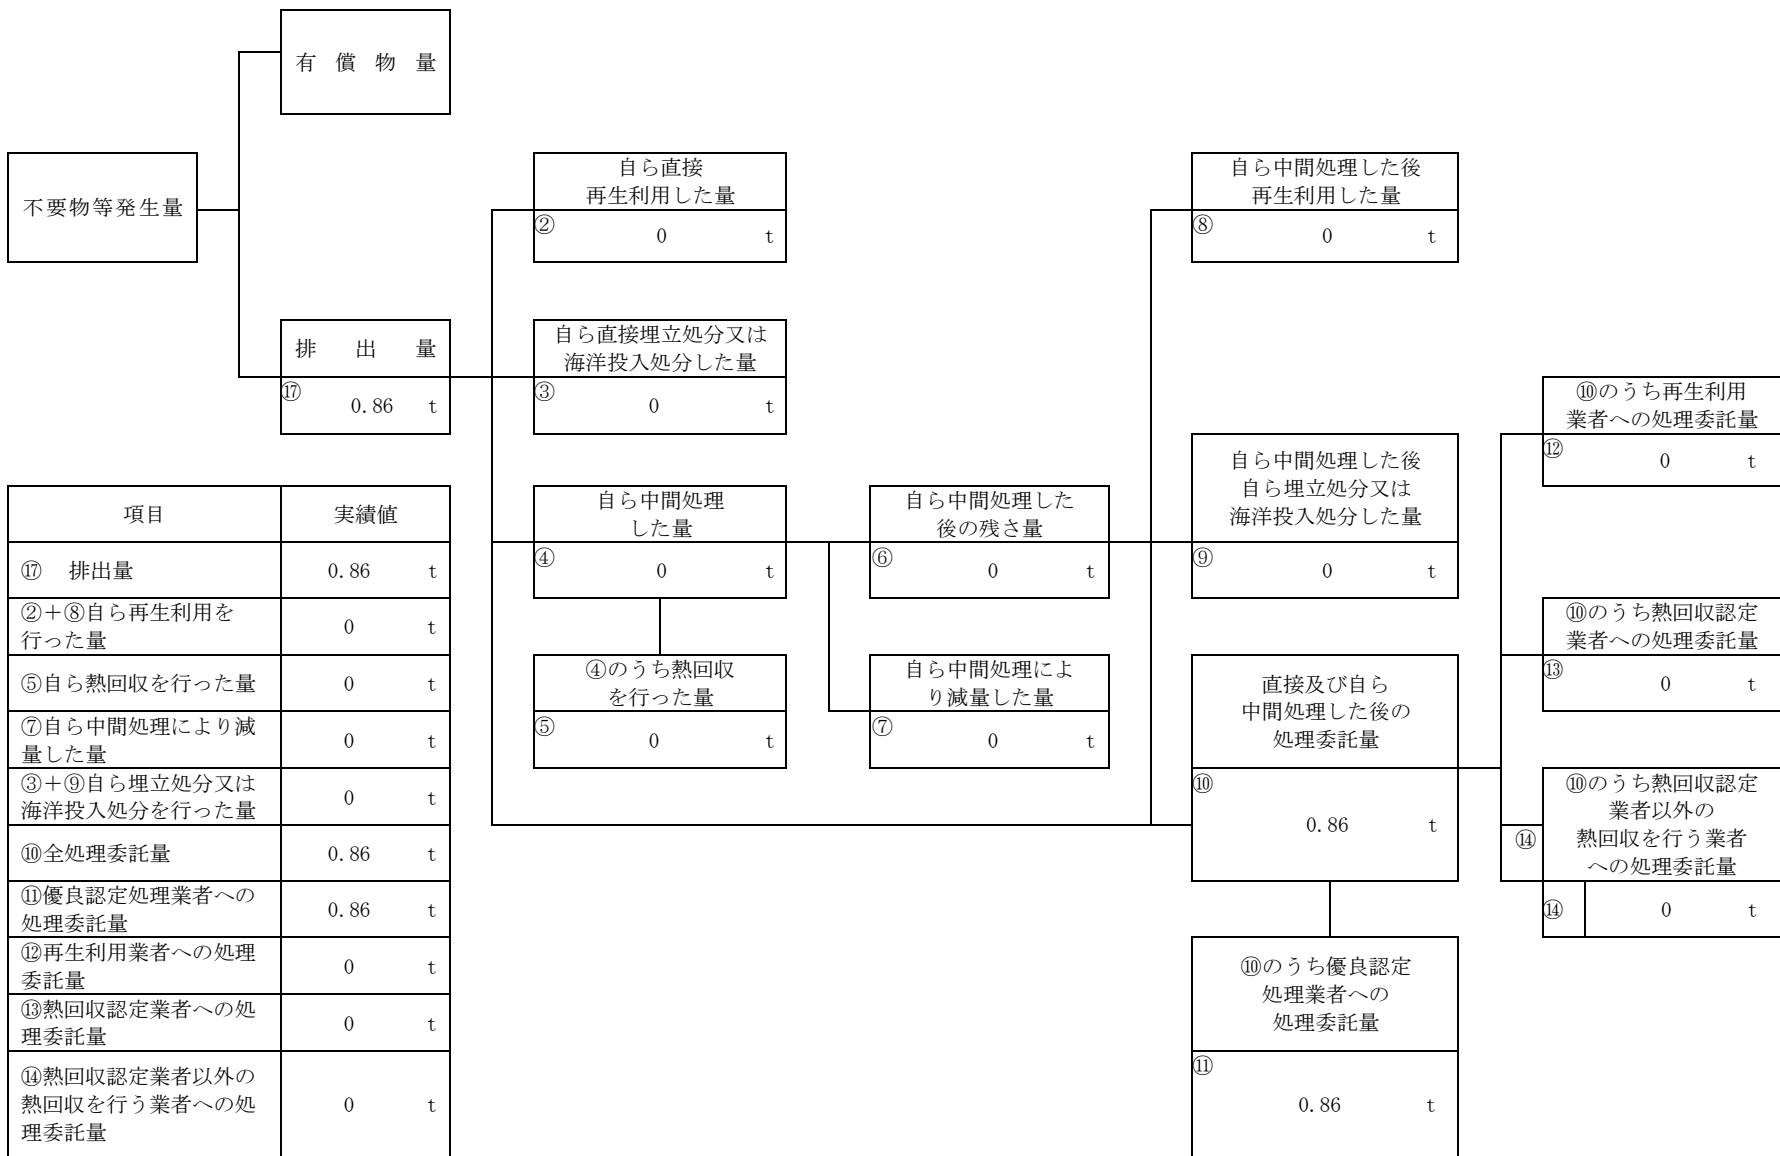 有償物量
不要物等発生量
自ら直接
再生利用した量
② 0 t
自ら中間処理した後
再生利用した量
⑧ 0 t
排出量
⑰ 0.86 t
自ら直接埋立処分又は
海洋投入処分した量
③ 0 t
⑩のうち再生利用
業者への処理委託量
⑫ 0 t
自ら中間処理
した量
④ 0 t
自ら中間処理した
後の残さ量
⑥ 0 t
自ら中間処理した後
自ら埋立処分又は
海洋投入処分した量
⑨ 0 t
⑩のうち熱回収認定
業者への処理委託量
⑬ 0 t
④のうち熱回収
を行った量
⑤ 0 t
自ら中間処理によ
り減量した量
⑦ 0 t
直接及び自ら
中間処理した後の
処理委託量
⑩
0.86 t
⑩のうち熱回収認定
業者以外の
熱回収を行う業者
への処理委託量
⑭
⑭ 0 t
⑩のうち優良認定
処理業者への
処理委託量
⑪
0.86 t
項目 実績値
⑰ 排出量 0.86 t
②+⑧自ら再生利用を
行った量 0 t
⑤自ら熱回収を行った量 0 t
⑦自ら中間処理により減
量した量 0 t
③+⑨自ら埋立処分又は
海洋投入処分を行った量 0 t
⑩全処理委託量 0.86 t
⑪優良認定処理業者への
処理委託量 0.86 t
⑫再生利用業者への処理
委託量 0 t
⑬熱回収認定業者への処
理委託量 0 t
⑭熱回収認定業者以外の
熱回収を行う業者への処
理委託量 0 t